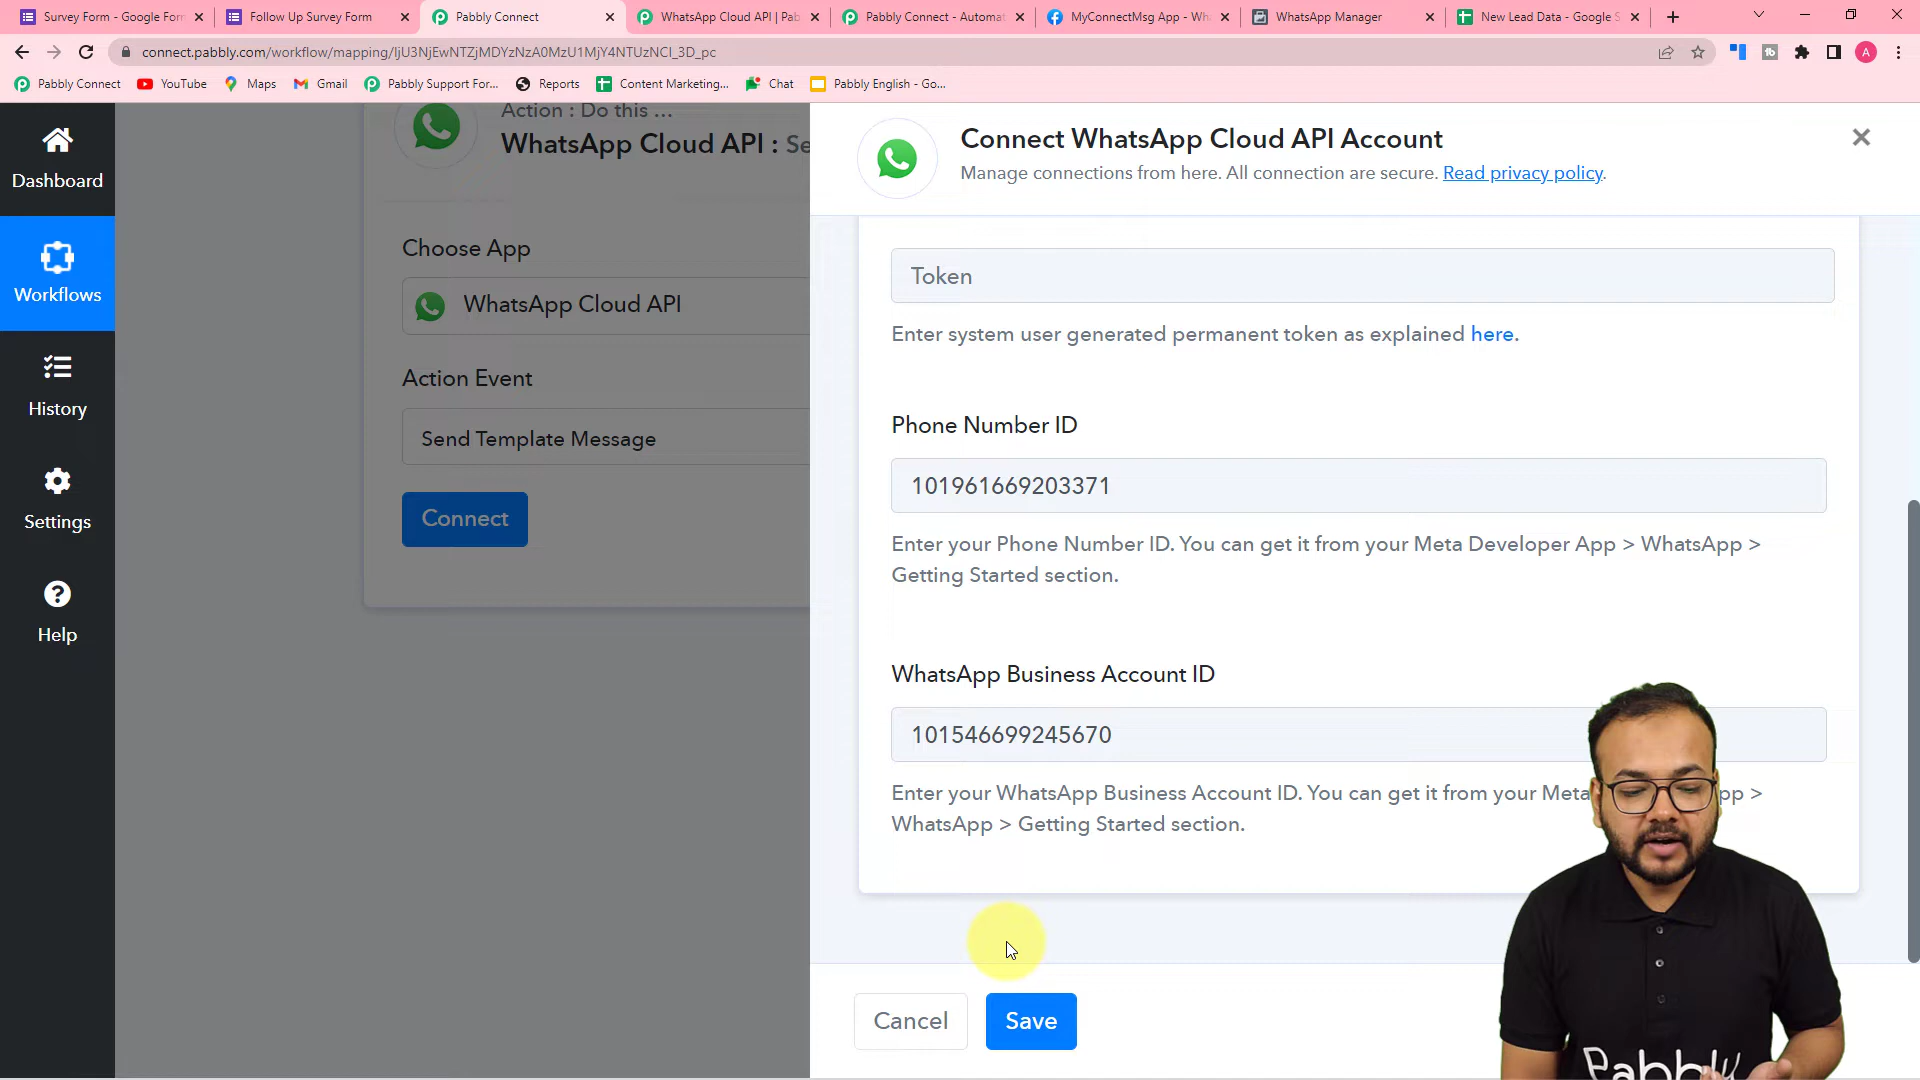 Survey Form - Google Form
Follow Up Survey Form
Pabbly Connect
WhatsApp Cloud API | Pab
Pabbly Connect - Automat
MyConnectMsg App - Wh
WhatsApp Manager
New Lead Data - Google S
connect.pabbly.com/workflow/mapping/IjU3NjEwNTZjMDYzNzA0MzU1MjY4NTUzNCI_3D_pc
A
Pabbly Connect
YouTube
Maps
Gmail
Pabbly Support For...
Reports
Content Marketing...
Chat
Pabbly English - Go...
Dashboard
Workflows
History
Settings
Help
Action : Do this ...
WhatsApp Cloud API : Se
Choose App
WhatsApp Cloud API
Action Event
Send Template Message
Connect
Connect WhatsApp Cloud API Account
Manage connections from here. All connection are secure. Read privacy policy.
Token
Enter system user generated permanent token as explained here.
Phone Number ID
101961669203371
Enter your Phone Number ID. You can get it from your Meta Developer App > WhatsApp >
Getting Started section.
WhatsApp Business Account ID
101546699245670
Enter your WhatsApp Business Account ID. You can get it from your Meta pp >
WhatsApp > Getting Started section.
Cancel
Save
Pabbly